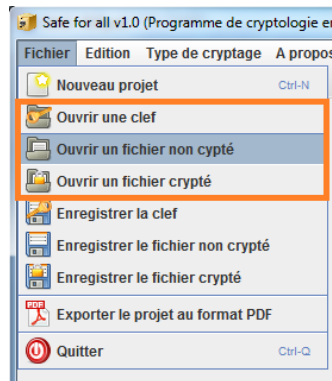 Safe for all v1.0 (Programme de cryptologie e
Fichier Edition Type de cryptage A propos
Nouveau projet Ctrl-N
Ouvrir une clef
Ouvrir un fichier non cypté
Ouvrir un fichier crypté
Enregistrer la clef
Enregistrer le fichier non crypté
Enregistrer le fichier crypté
PDF
Exporter le projet au format PDF
Quitter Ctrl-Q